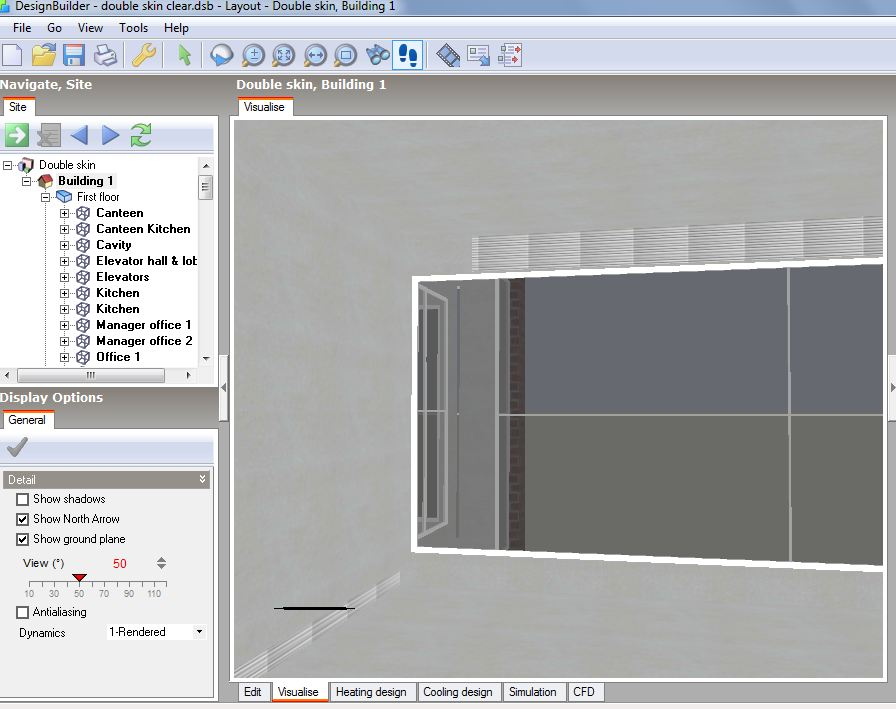 DesignBuilder - double skin clear.dsb - Layout - Double skin, Building 1
File Go View Tools Help
Navigate, Site
Site
Double skin
Building 1
First floor
Canteen
Canteen Kitchen
Cavity
Elevator hall & lob
Elevators
Kitchen
Kitchen
Manager office 1
Manager office 2
Office 1
Display Options
General
Detail
Show shadows
Show North Arrow
Show ground plane
View (°) 50
10 30 50 70 90 110
Antialiasing
Dynamics 1-Rendered
Double skin, Building 1
Visualise
Edit Visualise Heating design Cooling design Simulation CFD